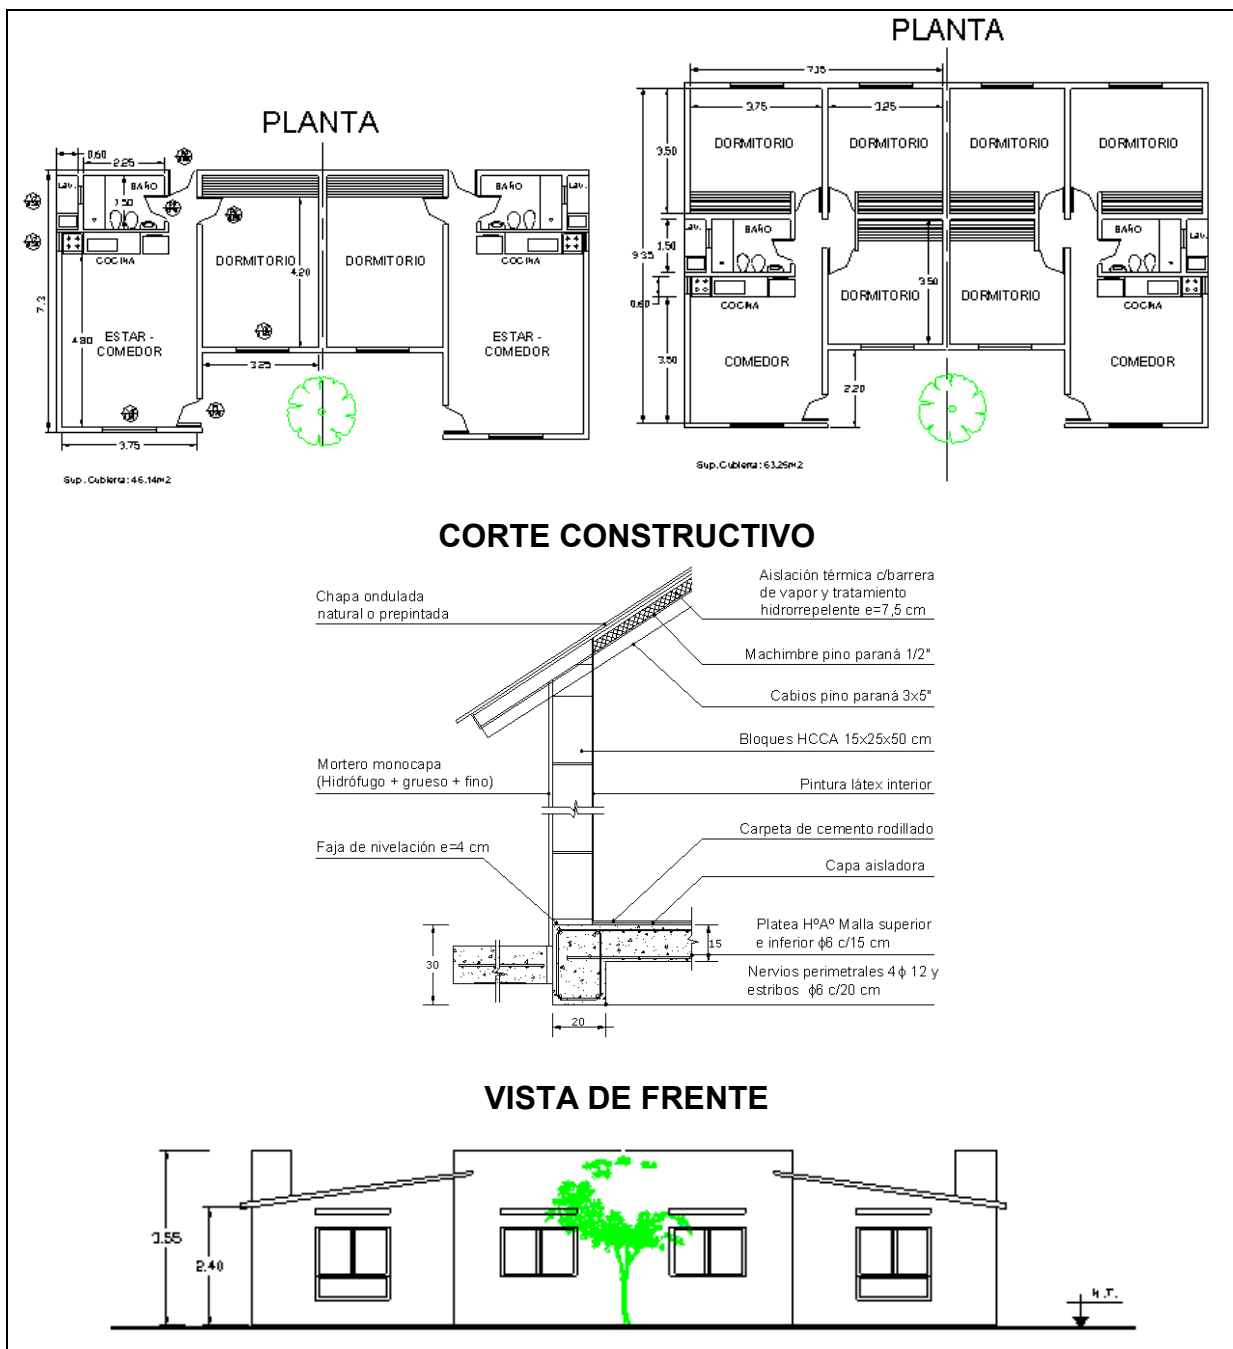 PLANTA
0.60
2.25
Lav.
BAÑO
1.50
BAÑO
COCINA
COCINA
DORMITORIO
DORMITORIO
4.20
7.3
4.80
ESTAR -
COMEDOR
ESTAR -
COMEDOR
3.25
3.75
Sup. Cubierta: 46.14m2
PLANTA
7.15
3.75
3.25
DORMITORIO
DORMITORIO
DORMITORIO
DORMITORIO
3.50
Lav.
BAÑO
BAÑO
Lav.
1.50
9.35
3.50
0.60
DORMITORIO
DORMITORIO
COCINA
COCINA
3.50
COMEDOR
COMEDOR
2.20
Sup. Cubierta: 63.26m2
CORTE CONSTRUCTIVO
Chapa ondulada
natural o prepintada
Aislación térmica c/barrera
de vapor y tratamiento
hidrorrepelente e=7,5 cm
Machimbre pino paraná 1/2"
Cabios pino paraná 3x5"
Bloques HCCA 15x25x50 cm
Mortero monocapa
(Hidrófugo + grueso + fino)
Pintura látex interior
Carpeta de cemento rodillado
Faja de nivelación e=4 cm
Capa aisladora
Platea HºAº Malla superior
e inferior ϕ6 c/15 cm
15
30
Nervios perimetrales 4ϕ 12 y
estribos ϕ6 c/20 cm
20
VISTA DE FRENTE
3.55
2.40
N.T.